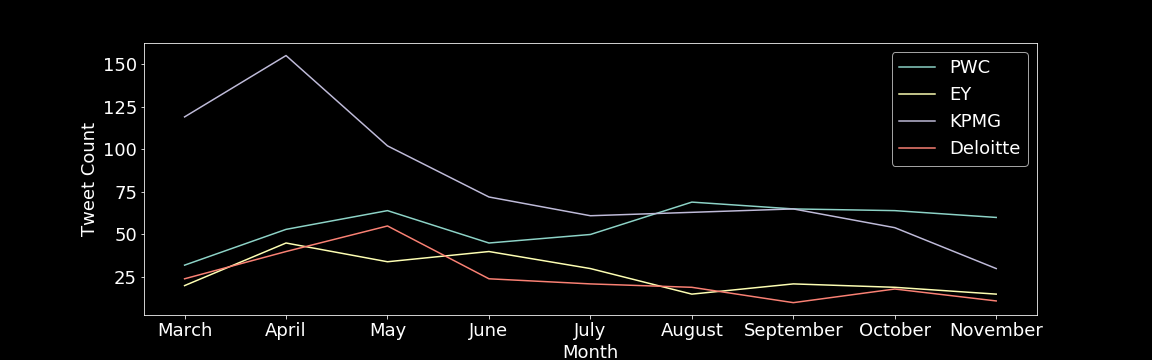 150
125
100
75
50
25
Tweet Count
PWC
EY
KPMG
Deloitte
March April May June July August September October November
Month